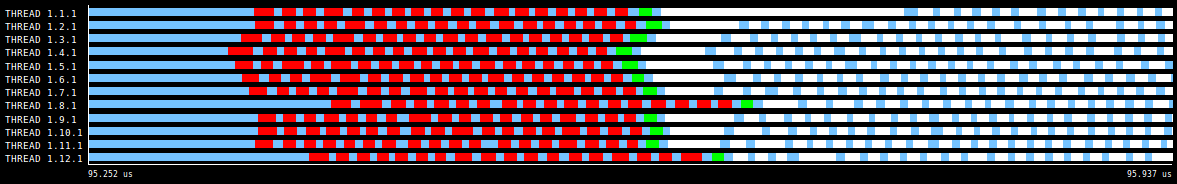 THREAD 1.1.1
THREAD 1.2.1
THREAD 1.3.1
THREAD 1.4.1
THREAD 1.5.1
THREAD 1.6.1
THREAD 1.7.1
THREAD 1.8.1
THREAD 1.9.1
THREAD 1.10.1
THREAD 1.11.1
THREAD 1.12.1
95.252 us 95.937 us